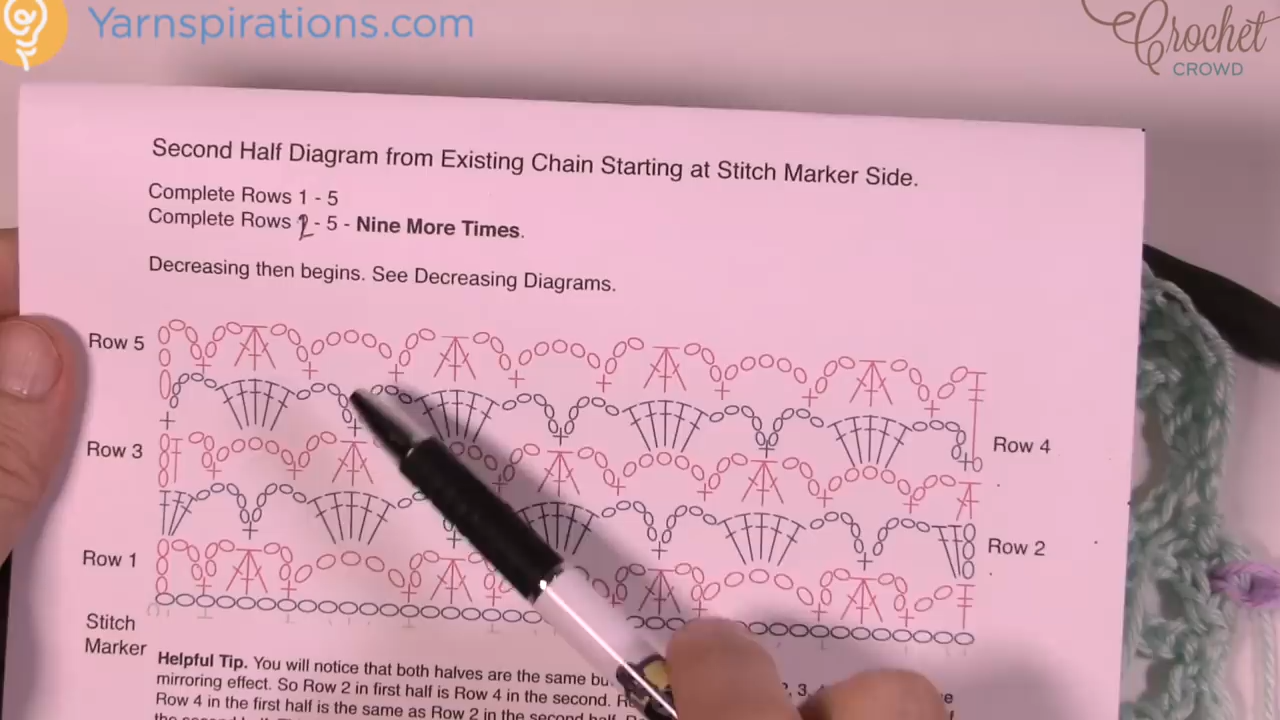 Yarnspirations.com
Crochet
CROWD
Second Half Diagram from Existing Chain Starting at Stitch Marker Side.
Complete Rows 1 - 5
Complete Rows 2 - 5 - Nine More Times.
Decreasing then begins. See Decreasing Diagrams.
Row 5
Row 4
Row 3
Row 2
Row 1
Stitch
Marker
Helpful Tip. You will notice that both halves are the same
mirroring effect. So Row 2 in first half is Row 4 in the second.
Row 4 in the first half is the same as Row 2 in the second half.